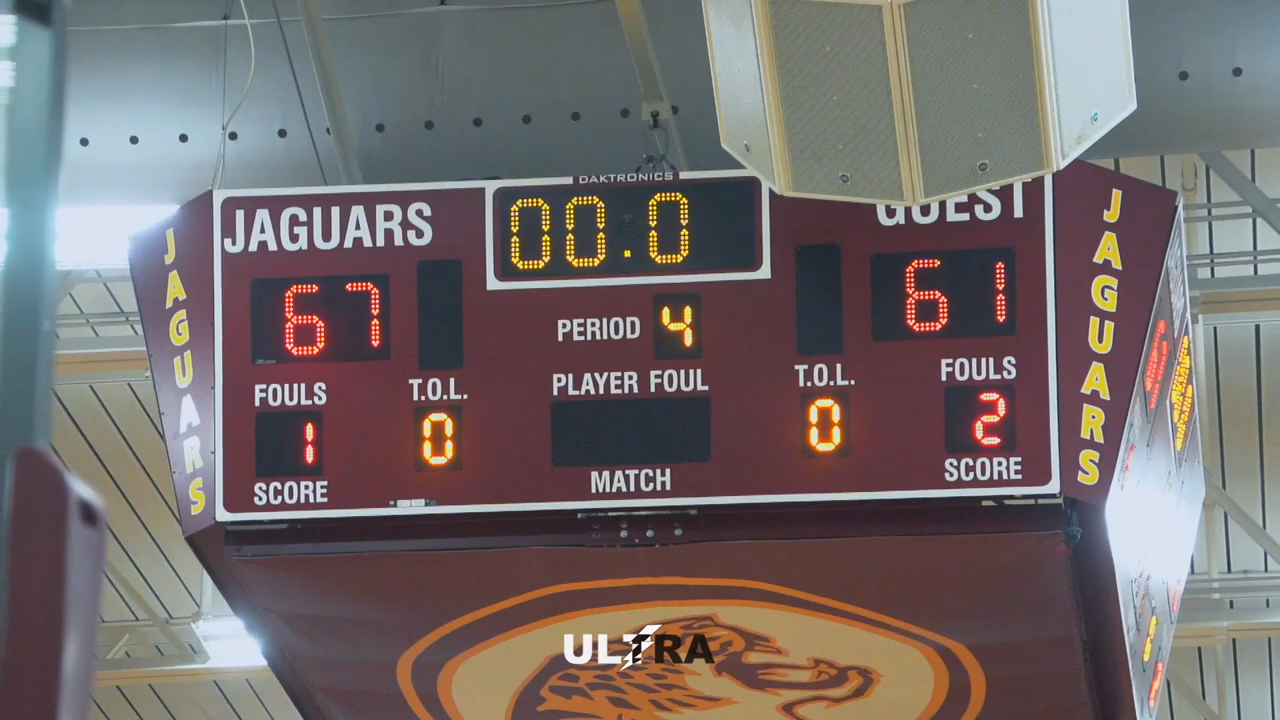 DAKTRONICS
JAGUARS
00.0
GUEST
JAGUARS
JAGUARS
67
61
PERIOD 4
FOULS
T.O.L.
PLAYER FOUL
T.O.L.
FOULS
1
0
0
2
SCORE
MATCH
SCORE
ULTRA